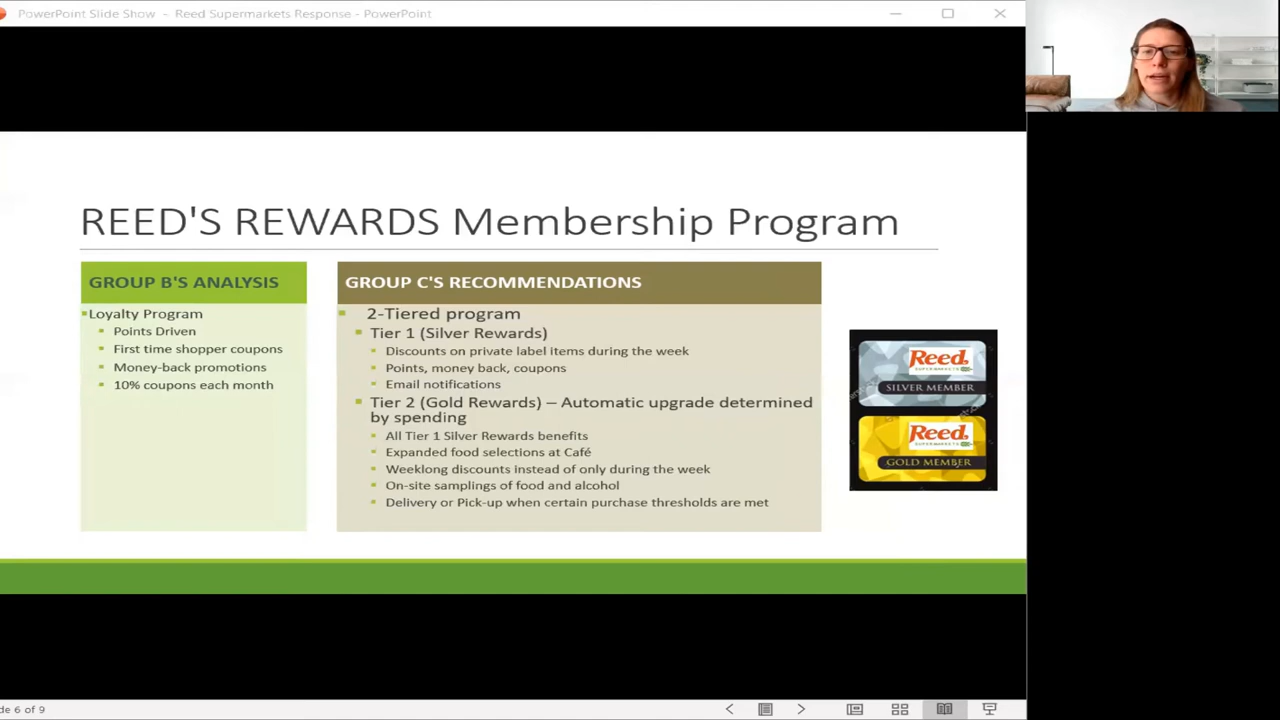 PowerPoint Slide Show - Reed Supermarkets Response - PowerPoint
REED'S REWARDS Membership Program
GROUP B'S ANALYSIS
Loyalty Program
Points Driven
First time shopper coupons
Money-back promotions
10% coupons each month
GROUP C'S RECOMMENDATIONS
2-Tiered program
Tier 1 (Silver Rewards)
Discounts on private label items during the week
Points, money back, coupons
Email notifications
Tier 2 (Gold Rewards) – Automatic upgrade determined
by spending
All Tier 1 Silver Rewards benefits
Expanded food selections at Café
Weeklong discounts instead of only during the week
On-site samplings of food and alcohol
Delivery or Pick-up when certain purchase thresholds are met
Reed
SUPERMARKETS
SILVER MEMBER
Reed
SUPERMARKETS
GOLD MEMBER
de 6 of 9